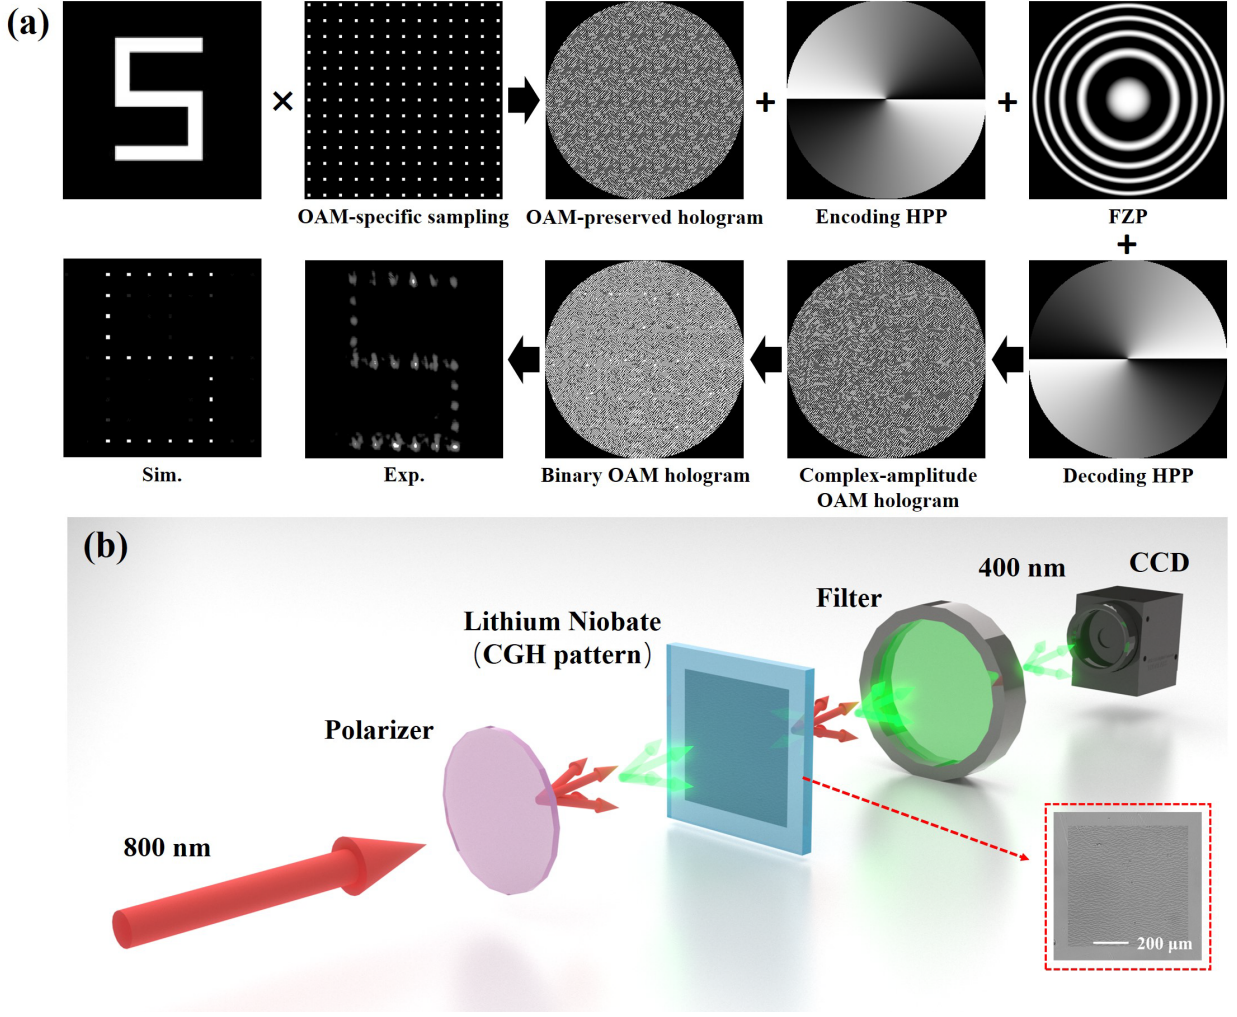 (a)
×
+
+
OAM-specific sampling
OAM-preserved hologram
Encoding HPP
FZP
+
Sim.
Exp.
Binary OAM hologram
Complex-amplitude
OAM hologram
Decoding HPP
(b)
400 nm
CCD
Filter
Lithium Niobate
（CGH pattern）
Polarizer
800 nm
200 μm